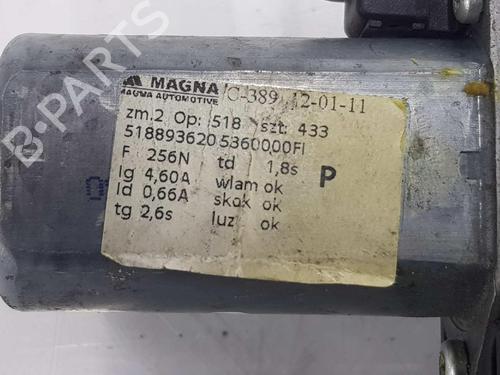 MAGNA /C-389 12-01-11
MAGNA AUTOMOTIVE
zm.2 Op: 518 szt: 433
518893620 5360000FI
F 256N td 1,8s
Ig 4,60A wlam ok P
Id 0,66A skok ok
tg 2,6s luz ok